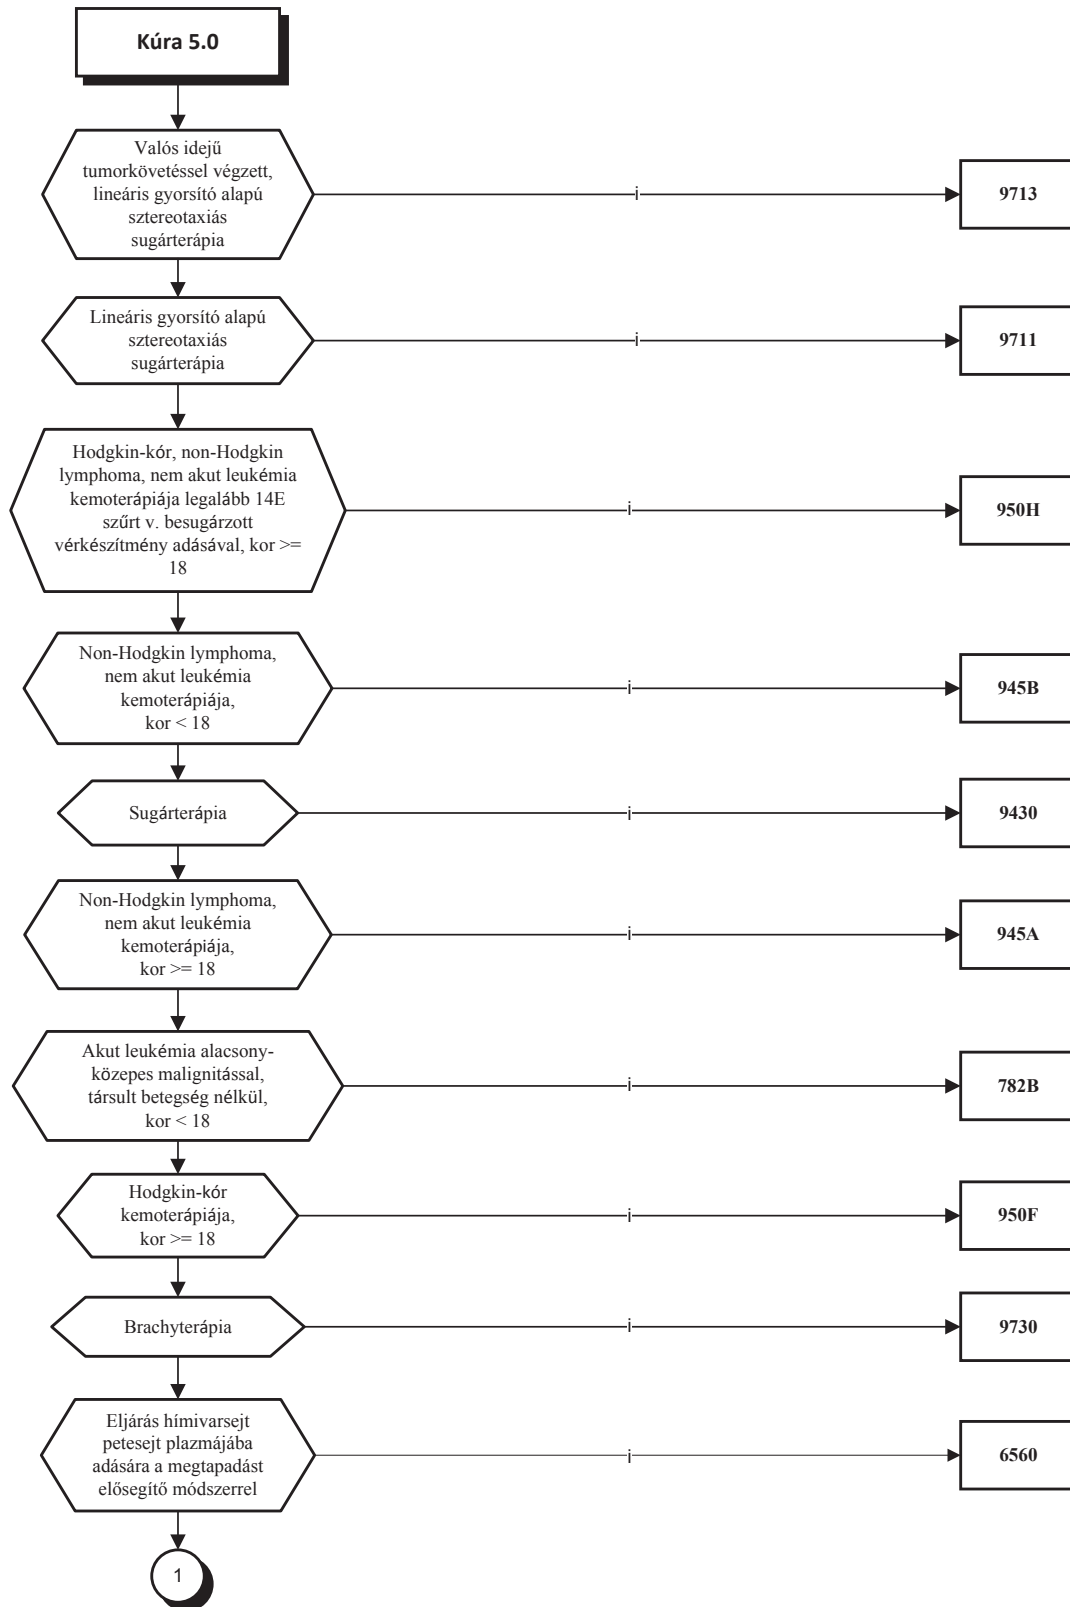 Kúra 5.0
Valós idejű
tumorkövetéssel végzett,
lineáris gyorsító alapú
sztereotaxiás
sugárterápia
i
9713
Lineáris gyorsító alapú
sztereotaxiás
sugárterápia
i
9711
Hodgkin-kór, non-Hodgkin
lymphoma, nem akut leukémia
kemoterápiája legalább 14E
szűrt v. besugárzott
vérkészítmény adásával, kor >=
18
i
950H
Non-Hodgkin lymphoma,
nem akut leukémia
kemoterápiája,
kor < 18
i
945B
Sugárterápia
i
9430
Non-Hodgkin lymphoma,
nem akut leukémia
kemoterápiája,
kor >= 18
i
945A
Akut leukémia alacsony-
közepes malignitással,
társult betegség nélkül,
kor < 18
i
782B
Hodgkin-kór
kemoterápiája,
kor >= 18
i
950F
Brachyterápia
i
9730
Eljárás hímivarsejt
petesejt plazmájába
adására a megtapadást
elősegítő módszerrel
i
6560
1